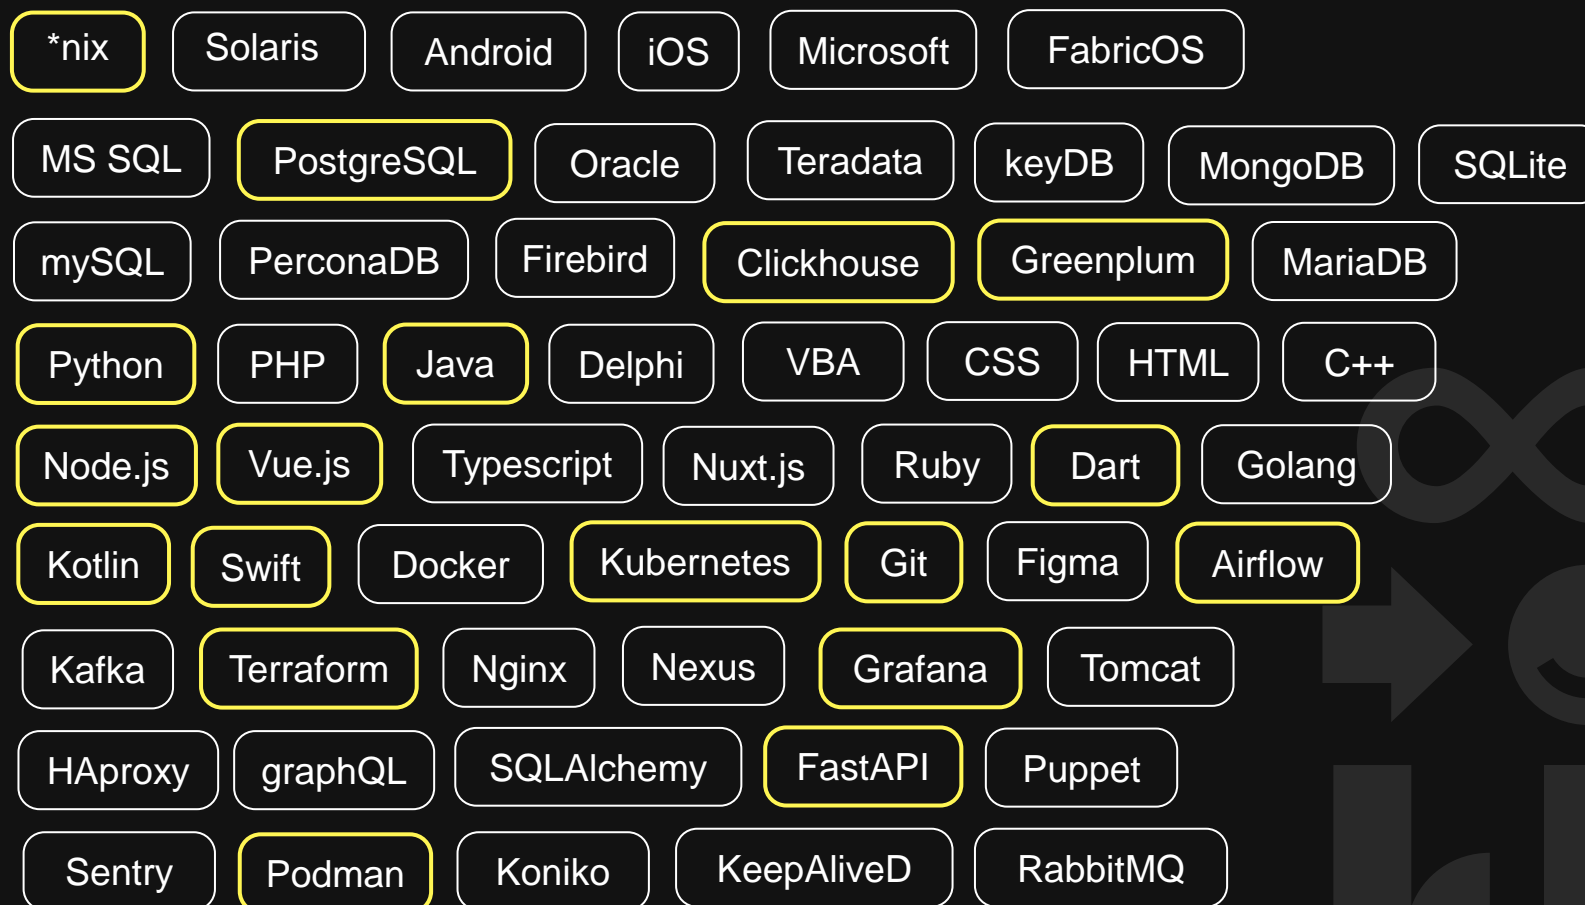 *nix Solaris Android iOS Microsoft FabricOS
MS SQL PostgreSQL Oracle Teradata keyDB MongoDB SQLite
mySQL PerconaDB Firebird Clickhouse Greenplum MariaDB
Python PHP Java Delphi VBA CSS HTML C++
Node.js Vue.js Typescript Nuxt.js Ruby Dart Golang
Kotlin Swift Docker Kubernetes Git Figma Airflow
Kafka Terraform Nginx Nexus Grafana Tomcat
HAproxy graphQL SQLAlchemy FastAPI Puppet
Sentry Podman Koniko KeepAliveD RabbitMQ